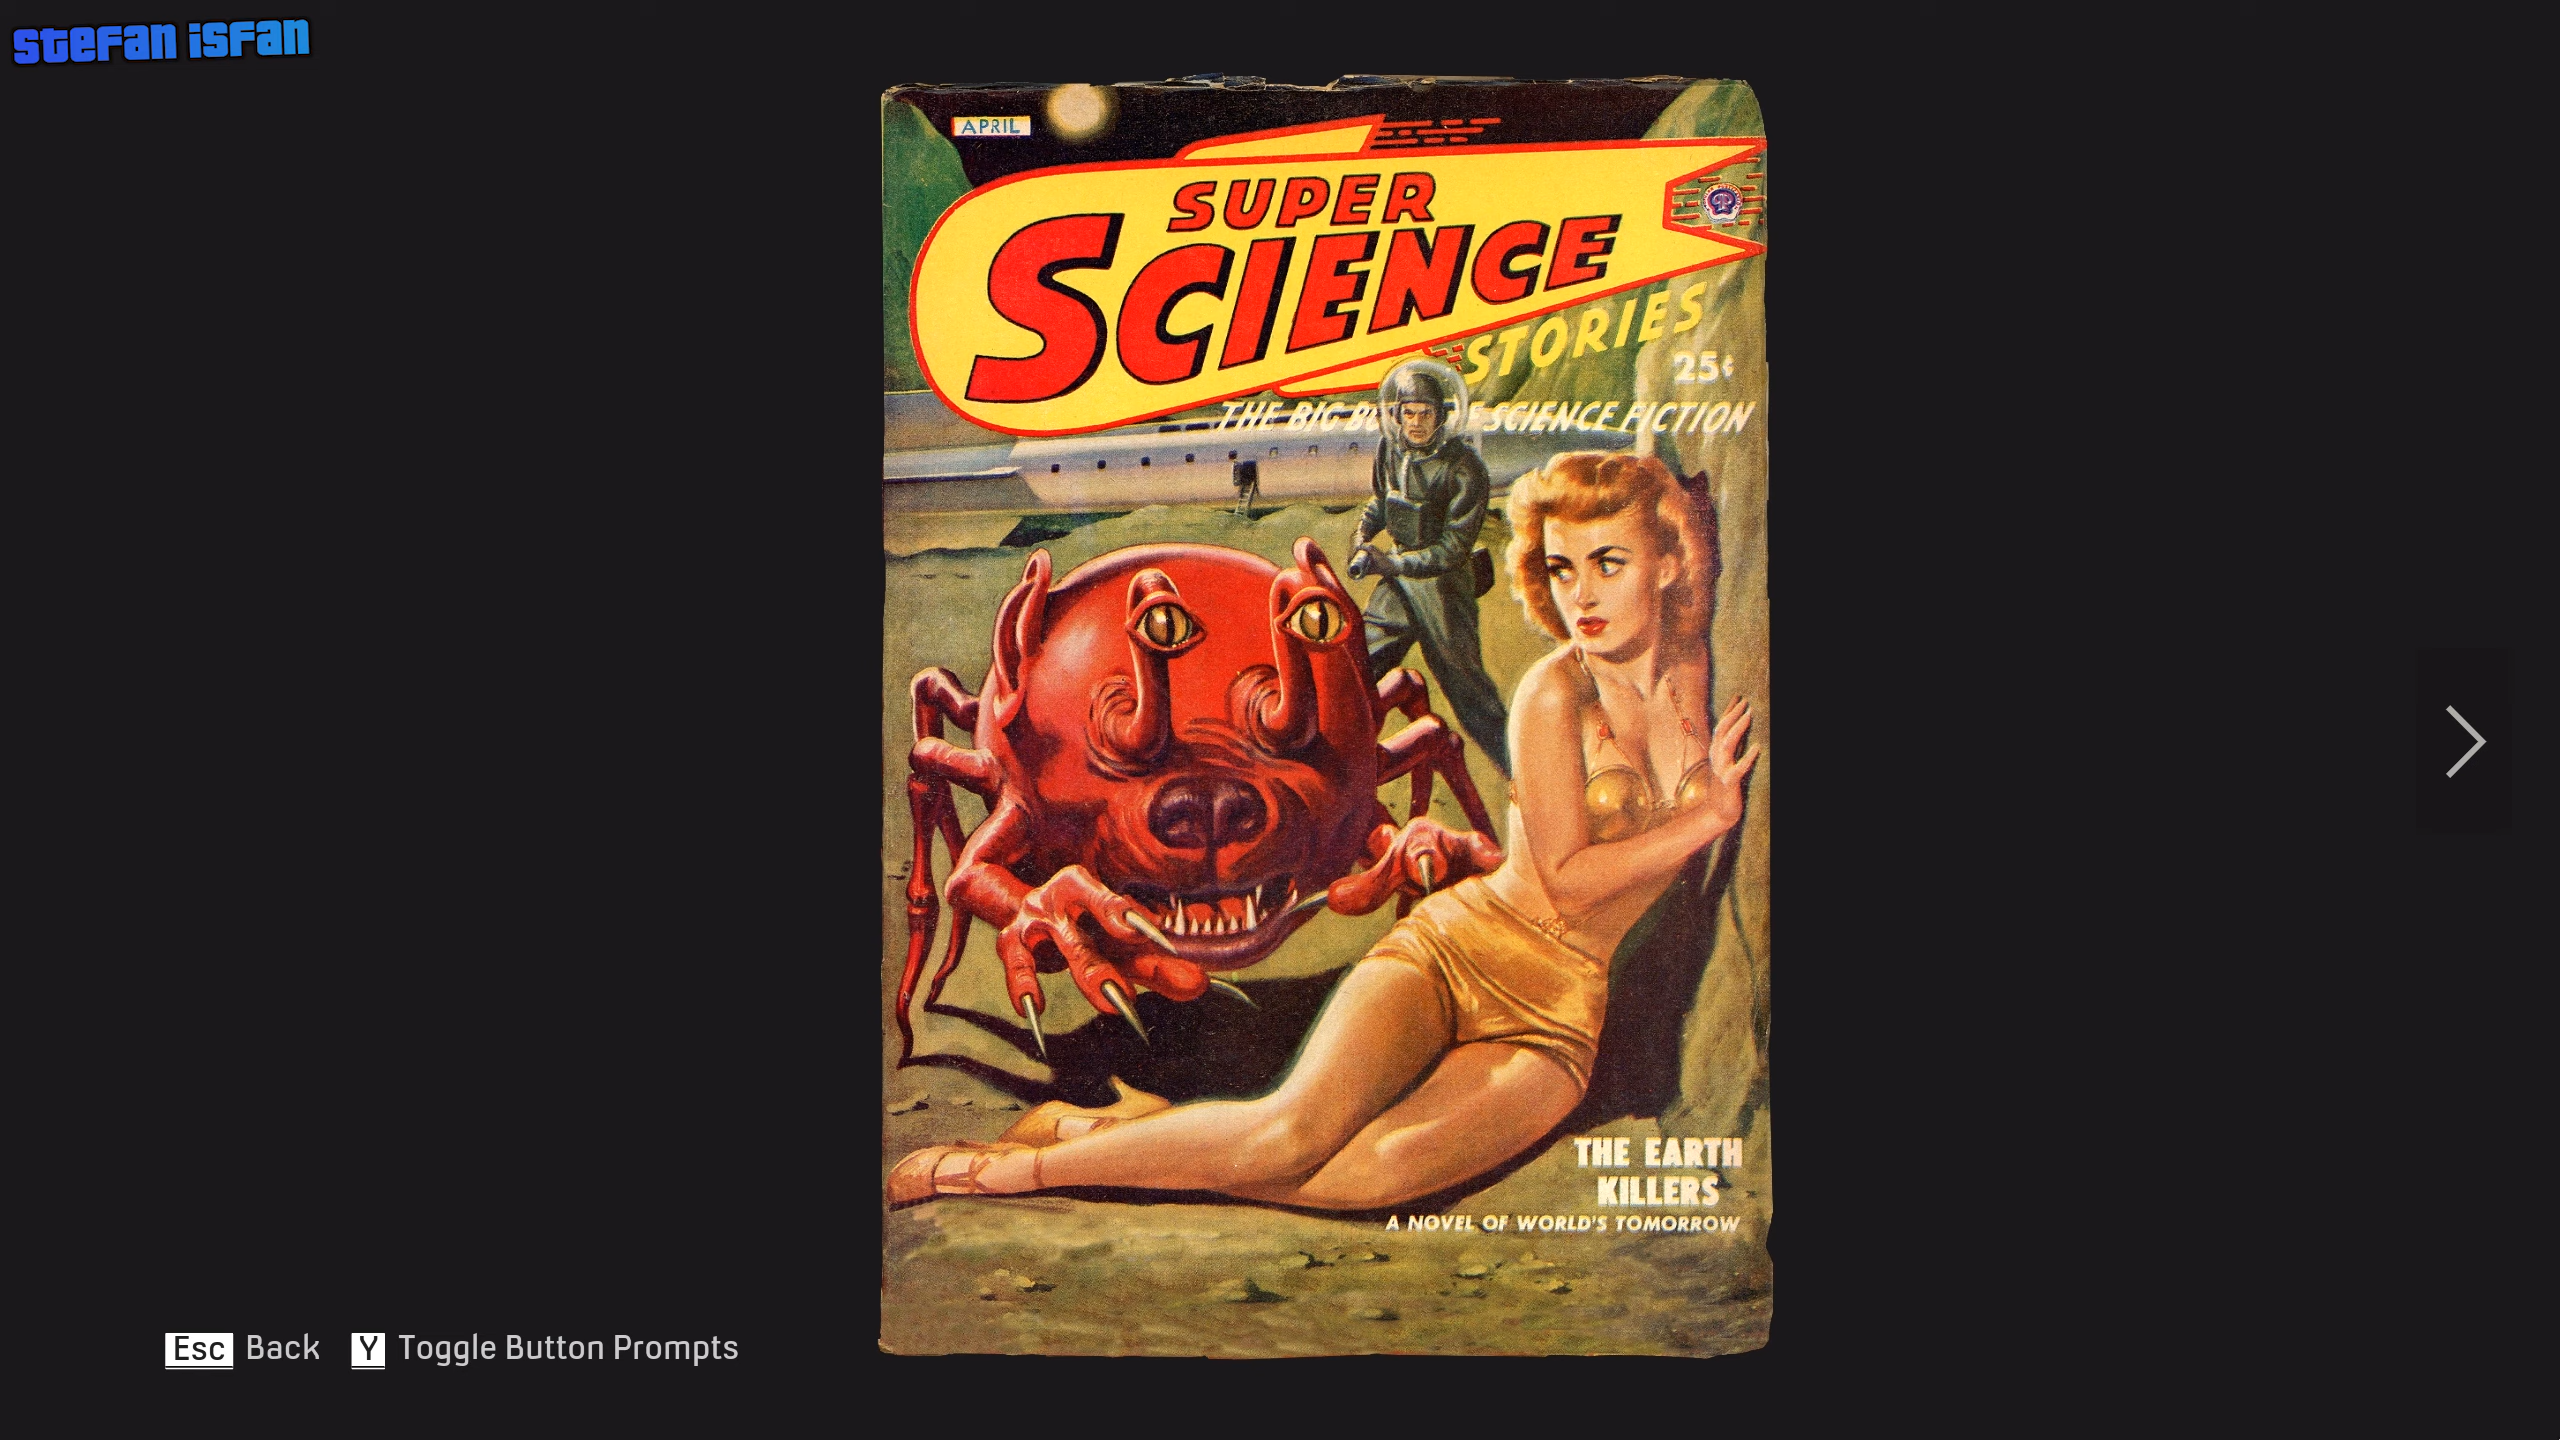 STEFAN ISFAN
APRIL
SUPER
SCIENCE
STORIES
25¢
THE BIG SCIENCE FICTION
THE EARTH
KILLERS
A NOVEL OF WORLD'S TOMORROW
Esc Back Y Toggle Button Prompts